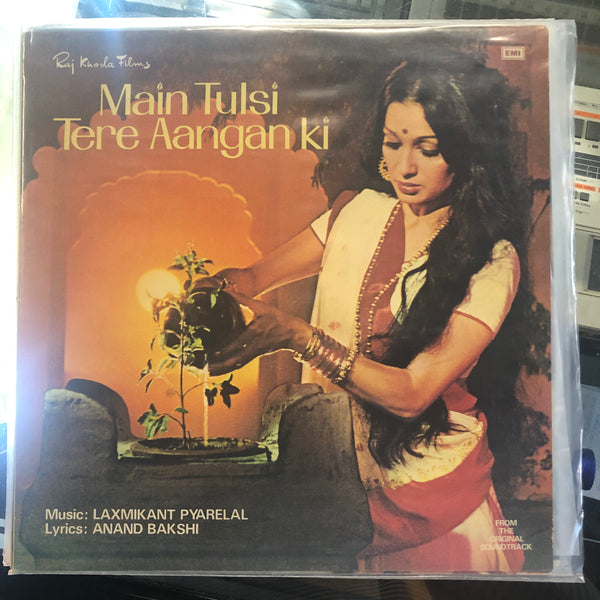 Raj Khosla Films
EMI
Main Tulsi
Tere Aangan ki
Music: LAXMIKANT PYARELAL
Lyrics: ANAND BAKSHI
FROM
THE
ORIGINAL
SOUNDTRACK